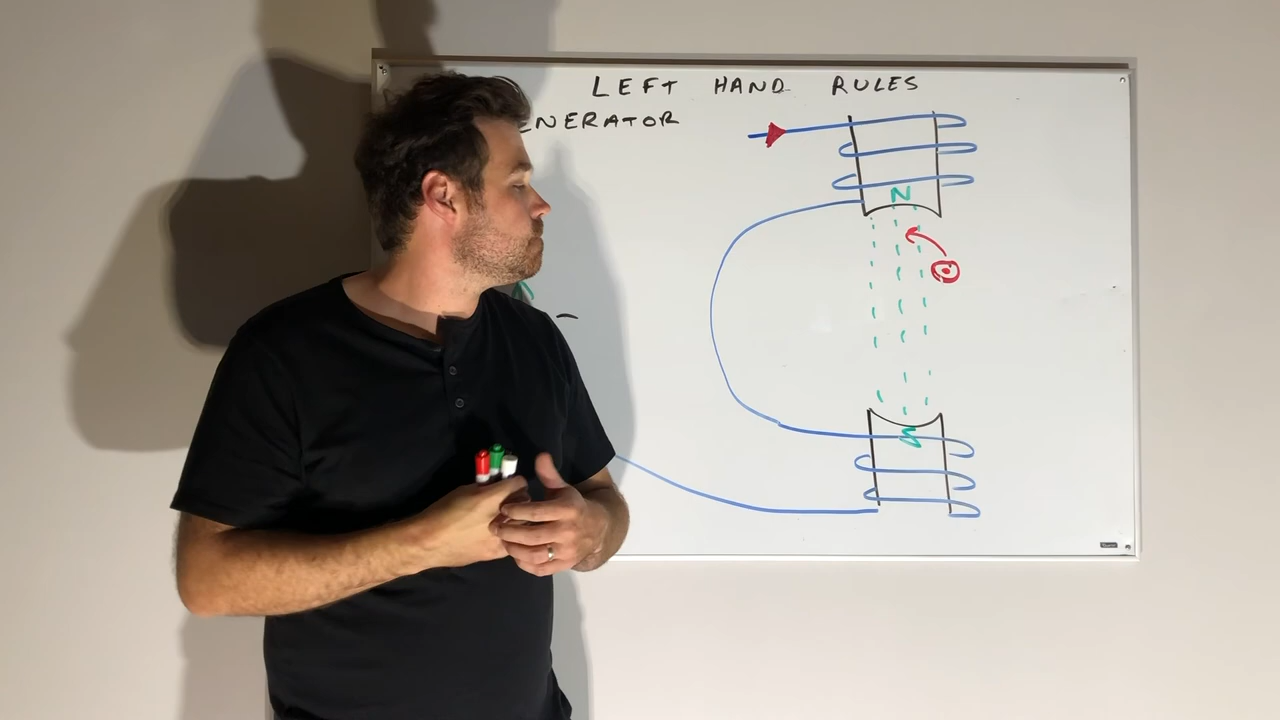 LEFT HAND RULES
ENERATOR
N
S